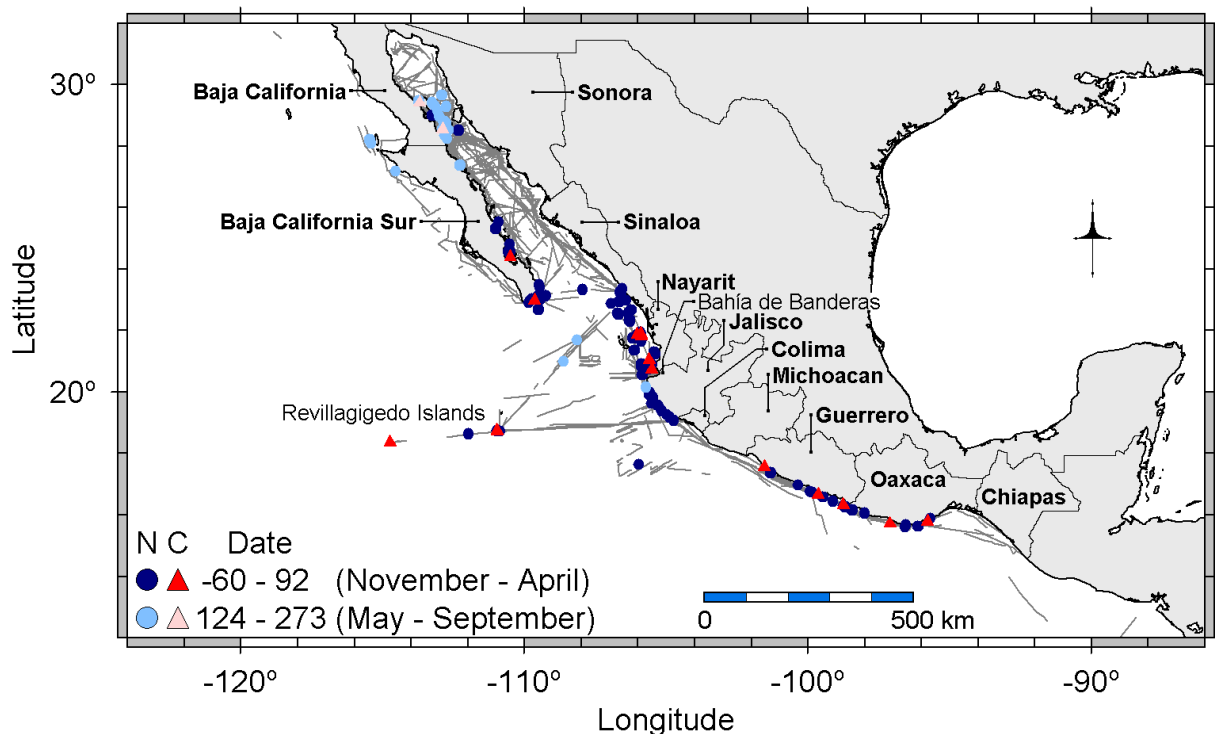 30º
Baja California
Sonora
Baja California Sur
Sinaloa
Nayarit
Bahía de Banderas
Jalisco
Colima
Michoacan
Guerrero
20º
Revillagigedo Islands
Oaxaca
Chiapas
Latitude
N C Date
-60 - 92 (November - April)
124 - 273 (May - September)
0 500 km
-120º -110º -100º -90º
Longitude